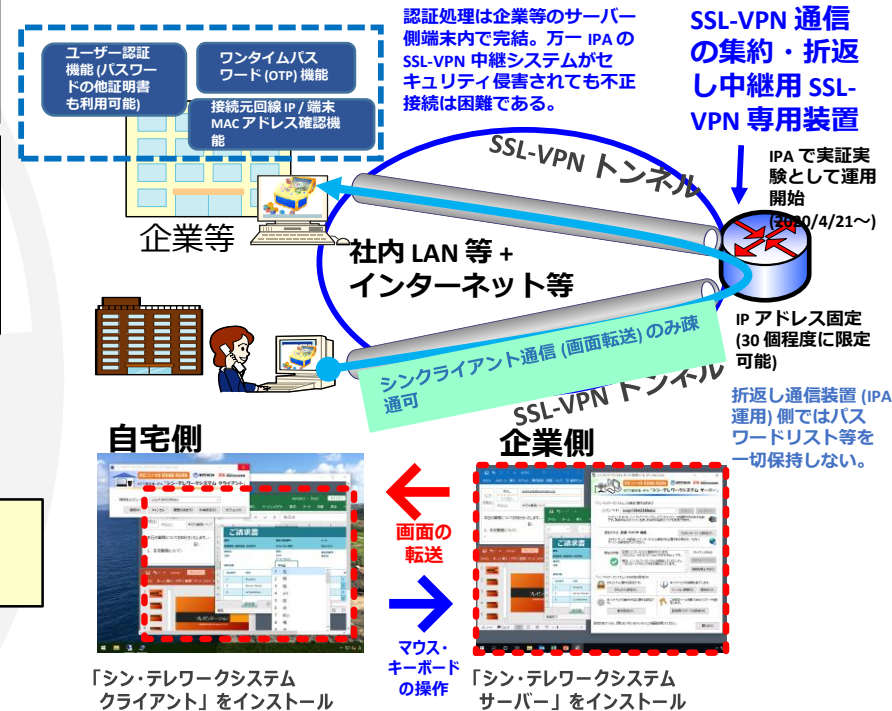 ユーザー認証
機能 (パスワー
ドの他証明書
も利用可能)
ワンタイムパス
ワード (OTP) 機能
接続元回線 IP / 端末
MAC アドレス確認機
能
認証処理は企業等のサーバー
側端末内で完結。万一 IPA の
SSL-VPN 中継システムがセ
キュリティ侵害されても不正
接続は困難である。
SSL-VPN 通信
の集約・折返
し中継用 SSL-
VPN 専用装置
IPA で実証実
験として運用
開始
(2020/4/21~)
SSL-VPN トンネル
企業等
社内 LAN 等 +
インターネット等
シンクライアント通信 (画面転送) のみ疎
通可
SSL-VPN トンネル
IP アドレス固定
(30 個程度に限定
可能)
折返し通信装置 (IPA
運用) 側ではパス
ワードリスト等を
一切保持しない。
自宅側
企業側
画面の
転送
マウス・
キーボード
の操作
ご請求書
ご請求書
「シン・テレワークシステム
クライアント」をインストール
「シン・テレワークシステム
サーバー」をインストール